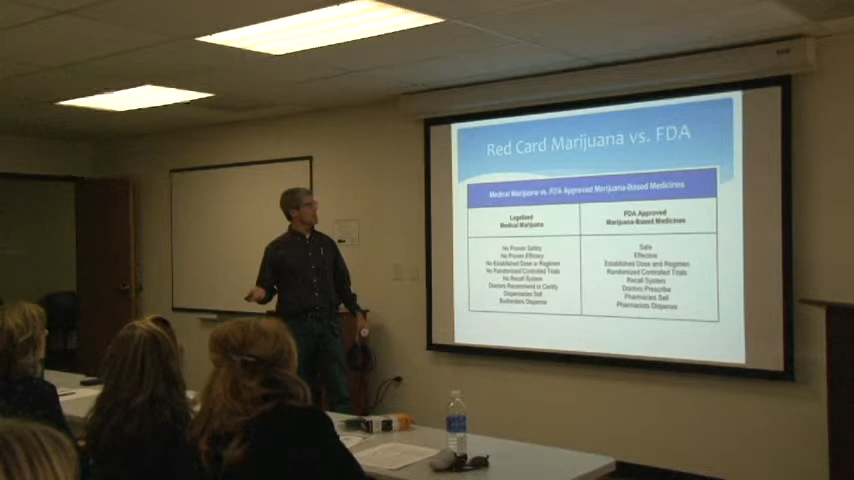 Red Card Marijuana vs. FDA
Medical Marijuana vs. FDA Approved Marijuana-Based Medicines
Legalized
Medical Marijuana
FDA Approved
Marijuana-Based Medicines
No Proven Safety
No Proven Efficacy
No Established Dose or Regimen
No Randomized Controlled Trials
No Recall System
Doctors Recommend or Certify
Dispensaries Sell
Budtenders Dispense
Safe
Effective
Established Dose and Regimen
Randomized Controlled Trials
Recall System
Doctors Prescribe
Pharmacies Sell
Pharmacists Dispense